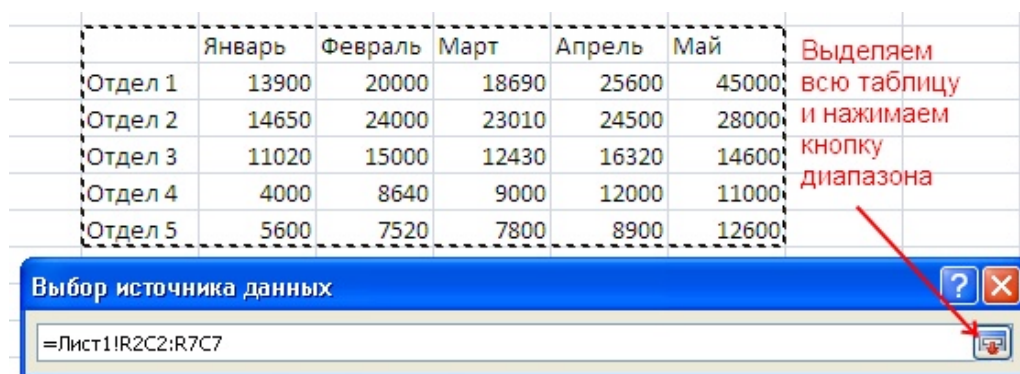 Январь Февраль Март Апрель Май
Отдел 1 13900 20000 18690 25600 45000
Отдел 2 14650 24000 23010 24500 28000
Отдел 3 11020 15000 12430 16320 14600
Отдел 4 4000 8640 9000 12000 11000
Отдел 5 5600 7520 7800 8900 12600
Выделяем
всю таблицу
и нажимаем
кнопку
диапазона
Выбор источника данных
=Лист1!R2C2:R7C7